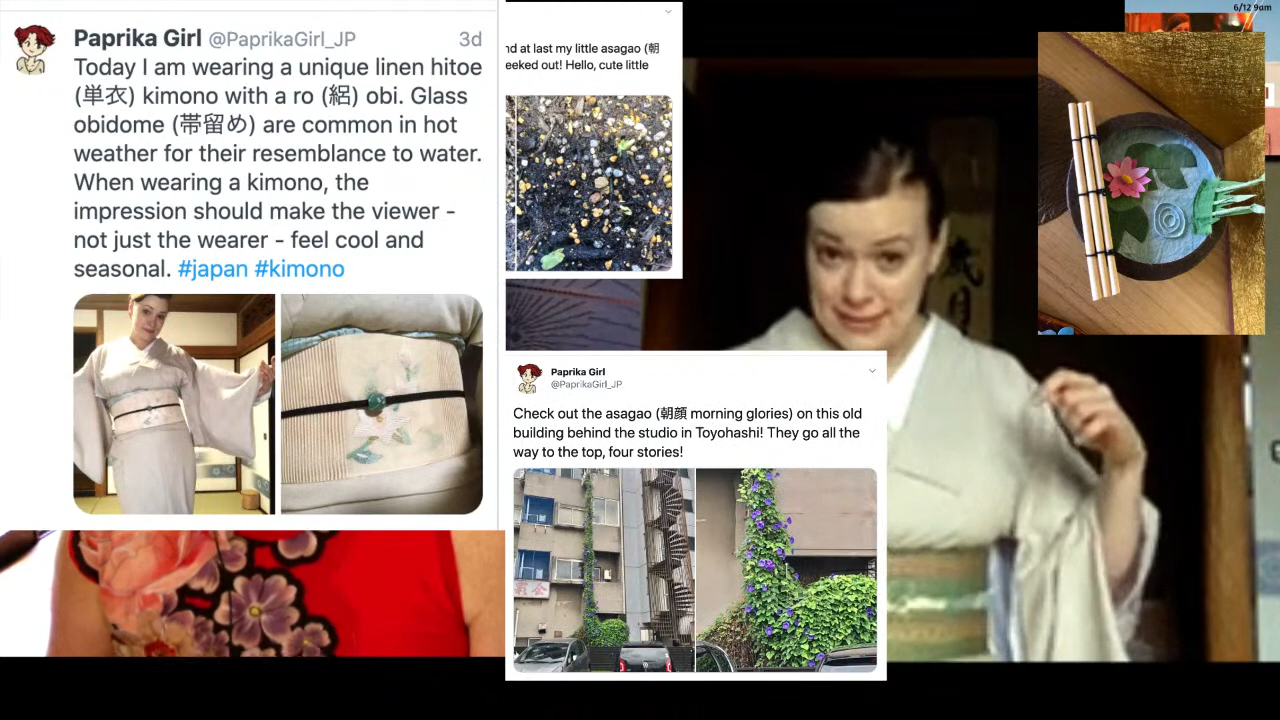 Paprika Girl @PaprikaGirl_JP 3d
Today I am wearing a unique linen hitoe
(単衣) kimono with a ro (絽) obi. Glass
obidome (帯留め) are common in hot
weather for their resemblance to water.
When wearing a kimono, the
impression should make the viewer -
not just the wearer - feel cool and
seasonal. #japan #kimono
nd at last my little asagao (朝
eeked out! Hello, cute little
Paprika Girl
@PaprikaGirl_JP
Check out the asagao (朝顔 morning glories) on this old
building behind the studio in Toyohashi! They go all the
way to the top, four stories!
6/12 9am